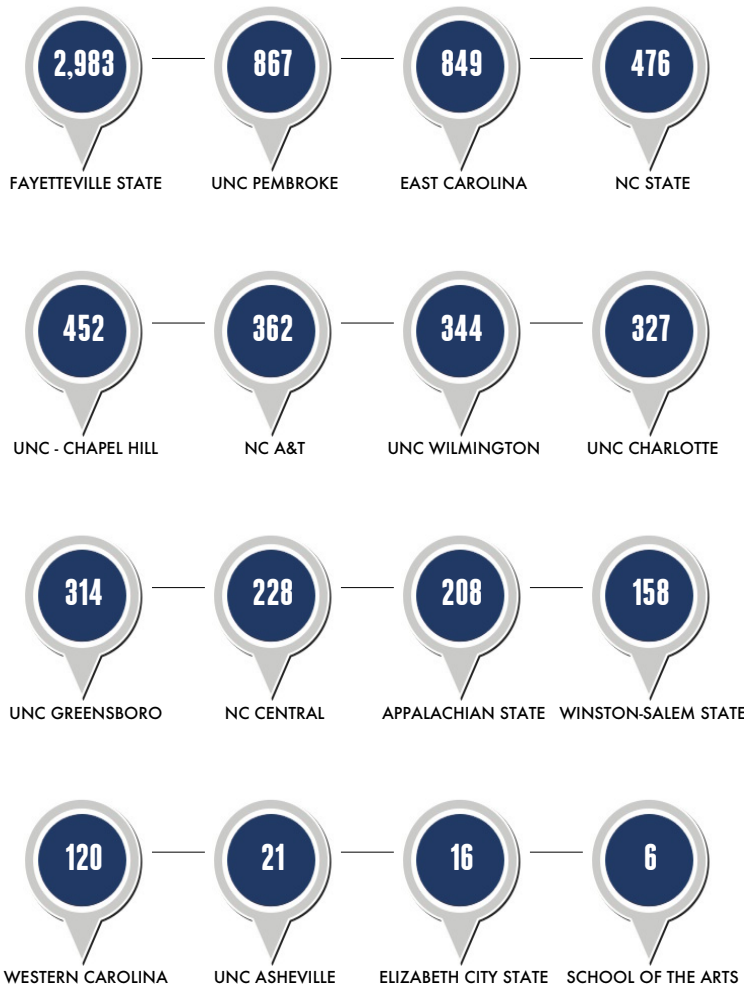 2,983 867 849 476
FAYETTEVILLE STATE UNC PEMBROKE EAST CAROLINA NC STATE
452 362 344 327
UNC - CHAPEL HILL NC A&T UNC WILMINGTON UNC CHARLOTTE
314 228 208 158
UNC GREENSBORO NC CENTRAL APPALACHIAN STATE WINSTON-SALEM STATE
120 21 16 6
WESTERN CAROLINA UNC ASHEVILLE ELIZABETH CITY STATE SCHOOL OF THE ARTS